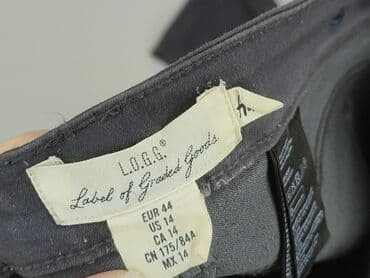 L.O.G.G.®
Label of Graded Goods
EUR 44
US 14
CA 14
CN 175/84A
MX 14